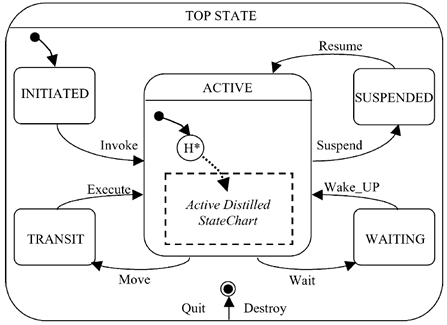 TOP STATE
Resume
INITIATED
ACTIVE
SUSPENDED
Invoke
H*
Suspend
Execute
Wake_UP
Active Distilled
StateChart
TRANSIT
WAITING
Move
Wait
Quit
Destroy